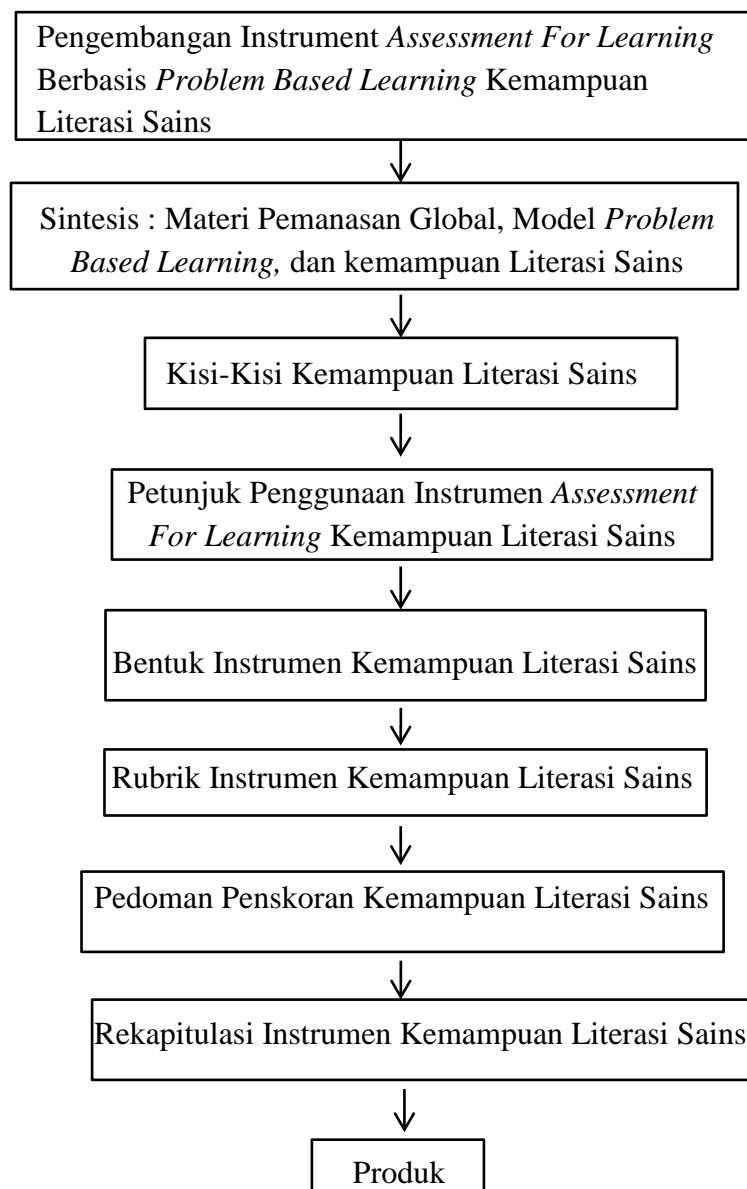 Pengembangan Instrument Assessment For Learning
Berbasis Problem Based Learning Kemampuan
Literasi Sains
Sintesis : Materi Pemanasan Global, Model Problem
Based Learning, dan kemampuan Literasi Sains
Kisi-Kisi Kemampuan Literasi Sains
Petunjuk Penggunaan Instrumen Assessment
For Learning Kemampuan Literasi Sains
Bentuk Instrumen Kemampuan Literasi Sains
Rubrik Instrumen Kemampuan Literasi Sains
Pedoman Penskoran Kemampuan Literasi Sains
Rekapitulasi Instrumen Kemampuan Literasi Sains
Produk